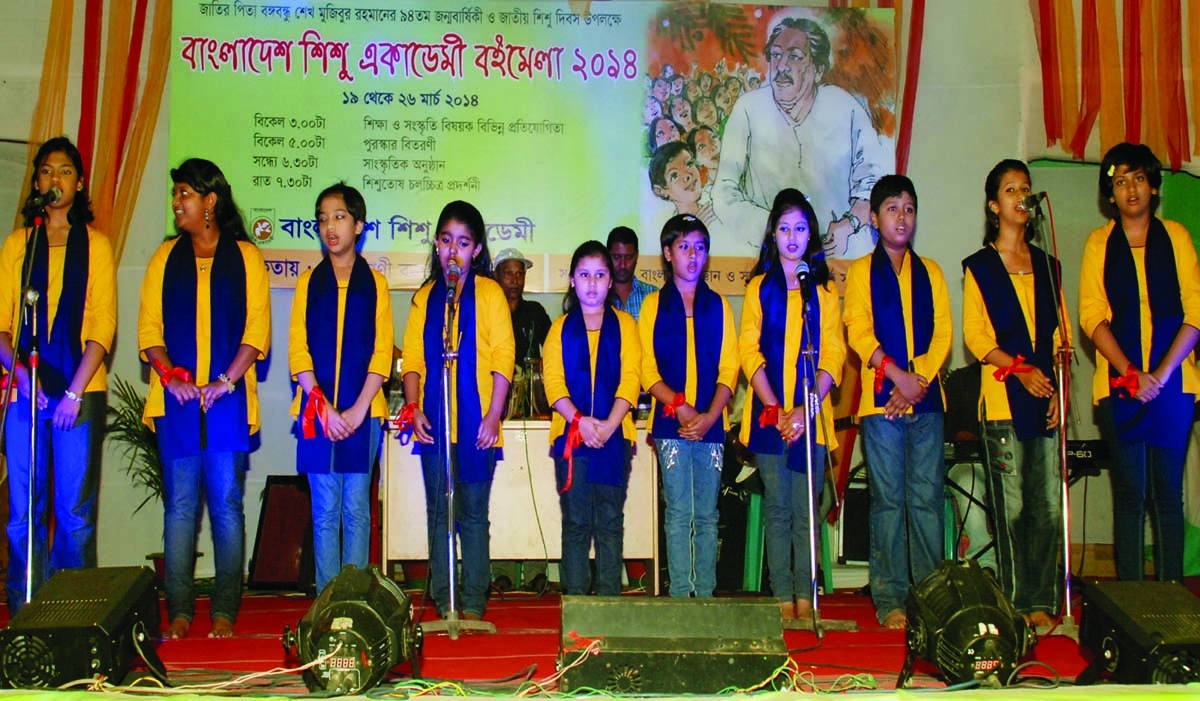 জাতির পিতা বঙ্গবন্ধু শেখ মুজিবুর রহমানের ৯৪তম জন্মবার্ষিকী ও জাতীয় শিশু দিবস উপলক্ষে
বাংলাদেশ শিশু একাডেমী বইমেলা ২০১৪
১৯ থেকে ২৬ মার্চ ২০১৪
বিকেল ৩.০০টা শিক্ষা ও সংস্কৃতি বিষয়ক বিভিন্ন প্রতিযোগিতা
বিকেল ৫.০০টা পুরস্কার বিতরণী
সন্ধ্যে ৬.৩০টা সাংস্কৃতিক অনুষ্ঠান
রাত ৭.৩০টা শিশুতোষ চলচ্চিত্র প্রদর্শনী
শিশু
ও